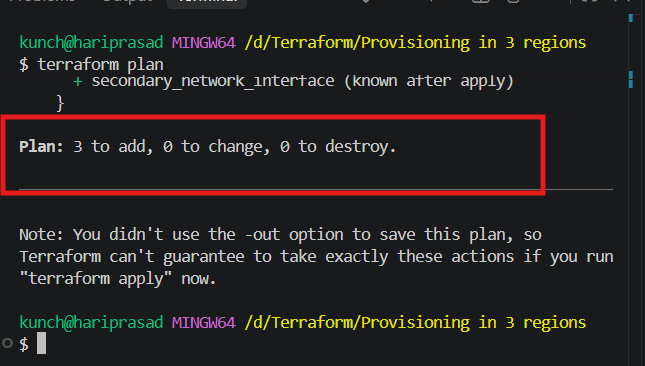 kunch@hariprasad MINGW64 /d/Terraform/Provisioning in 3 regions
$ terraform plan
+ secondary_network_interface (known after apply)
}
Plan: 3 to add, 0 to change, 0 to destroy.
Note: You didn't use the -out option to save this plan, so
Terraform can't guarantee to take exactly these actions if you run
"terraform apply" now.
kunch@hariprasad MINGW64 /d/Terraform/Provisioning in 3 regions
$